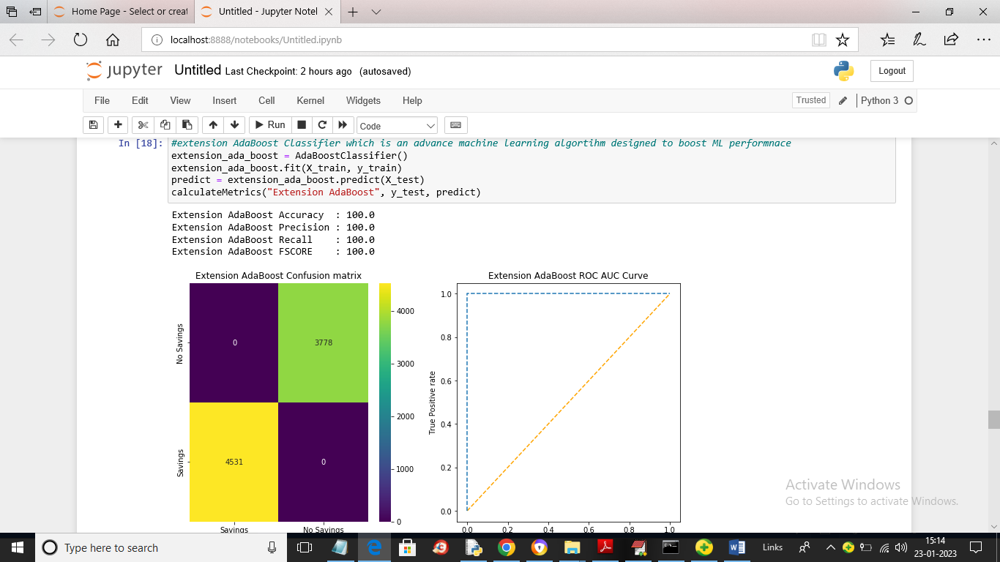 Home Page - Select or creat
Untitled - Jupyter Notel
localhost:8888/notebooks/Untitled.ipynb
jupyter Untitled Last Checkpoint: 2 hours ago (autosaved)
Logout
File Edit View Insert Cell Kernel Widgets Help
Trusted
Python 3
Run
Code
In [18]: #extension AdaBoost Classifier which is an advance machine learning algortihm designed to boost ML performnace
extension_ada_boost = AdaBoostClassifier()
extension_ada_boost.fit(X_train, y_train)
predict = extension_ada_boost.predict(X_test)
calculateMetrics("Extension AdaBoost", y_test, predict)
Extension AdaBoost Accuracy : 100.0
Extension AdaBoost Precision : 100.0
Extension AdaBoost Recall : 100.0
Extension AdaBoost FSCORE : 100.0
Extension AdaBoost Confusion matrix
No Savings
Savings
0 3778
4531 0
Savings No Savings
4000
3000
2000
1000
0
Extension AdaBoost ROC AUC Curve
True Positive rate
1.0
0.8
0.6
0.4
0.2
0.0
0.0 0.2 0.4 0.6 0.8 1.0
Activate Windows
Go to Settings to activate Windows.
Type here to search
Links
15:14
23-01-2023